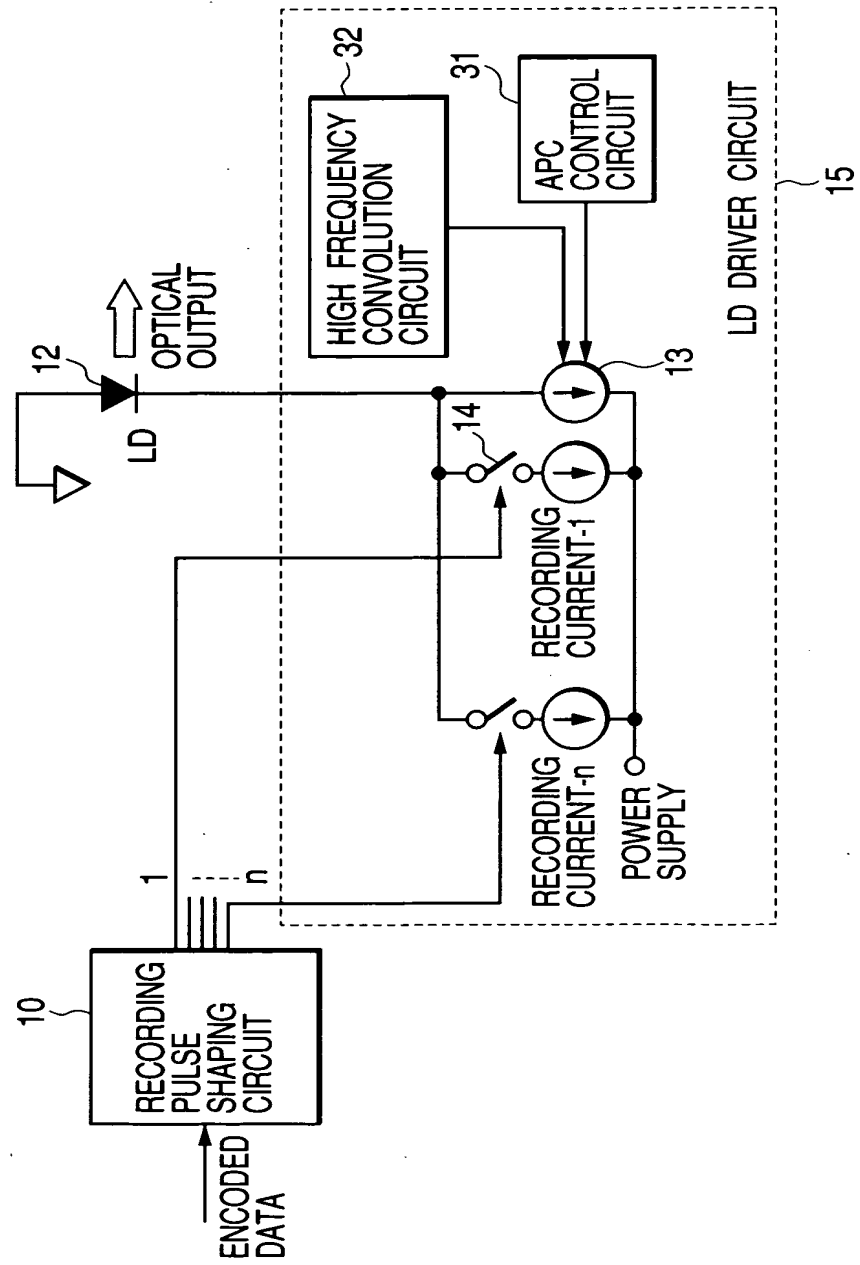 ENCODED
DATA
10
RECORDING
PULSE
SHAPING
CIRCUIT
1
n
12
LD
OPTICAL
OUTPUT
32
HIGH FREQUENCY
CONVOLUTION
CIRCUIT
31
APC
CONTROL
CIRCUIT
14
13
RECORDING
CURRENT-1
RECORDING
CURRENT-n
POWER
SUPPLY
LD DRIVER CIRCUIT
15